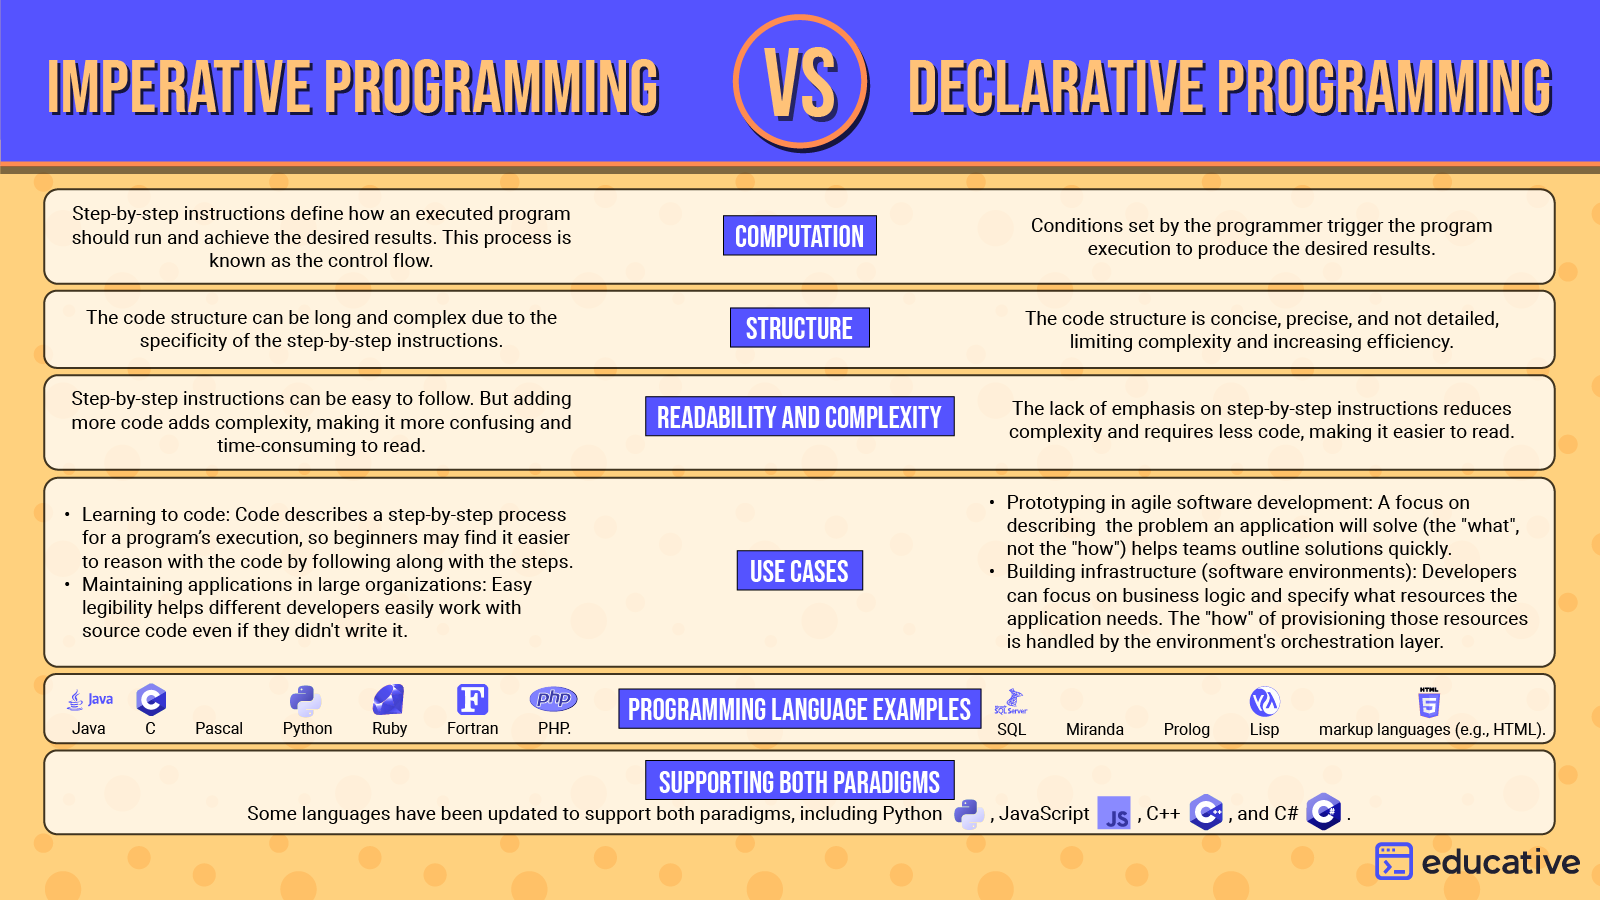 IMPERATIVE PROGRAMMING VS DECLARATIVE PROGRAMMING
Step-by-step instructions define how an executed program
should run and achieve the desired results. This process is
known as the control flow.
COMPUTATION
Conditions set by the programmer trigger the program
execution to produce the desired results.
The code structure can be long and complex due to the
specificity of the step-by-step instructions.
STRUCTURE
The code structure is concise, precise, and not detailed,
limiting complexity and increasing efficiency.
Step-by-step instructions can be easy to follow. But adding
more code adds complexity, making it more confusing and
time-consuming to read.
READABILITY AND COMPLEXITY
The lack of emphasis on step-by-step instructions reduces
complexity and requires less code, making it easier to read.
• Learning to code: Code describes a step-by-step process
for a program’s execution, so beginners may find it easier
to reason with the code by following along with the steps.
• Maintaining applications in large organizations: Easy
legibility helps different developers easily work with
source code even if they didn't write it.
USE CASES
• Prototyping in agile software development: A focus on
describing  the problem an application will solve (the "what",
not the "how") helps teams outline solutions quickly.
• Building infrastructure (software environments): Developers
can focus on business logic and specify what resources the
application needs. The "how" of provisioning those resources
is handled by the environment's orchestration layer.
Java C F php
Java C Pascal Python Ruby Fortran PHP.
PROGRAMMING LANGUAGE EXAMPLES
SQL Server λ HTML 5
SQL Miranda Prolog Lisp markup languages (e.g., HTML).
SUPPORTING BOTH PARADIGMS
Some languages have been updated to support both paradigms, including Python , JavaScript JS , C++ C++ , and C# C# .
educative